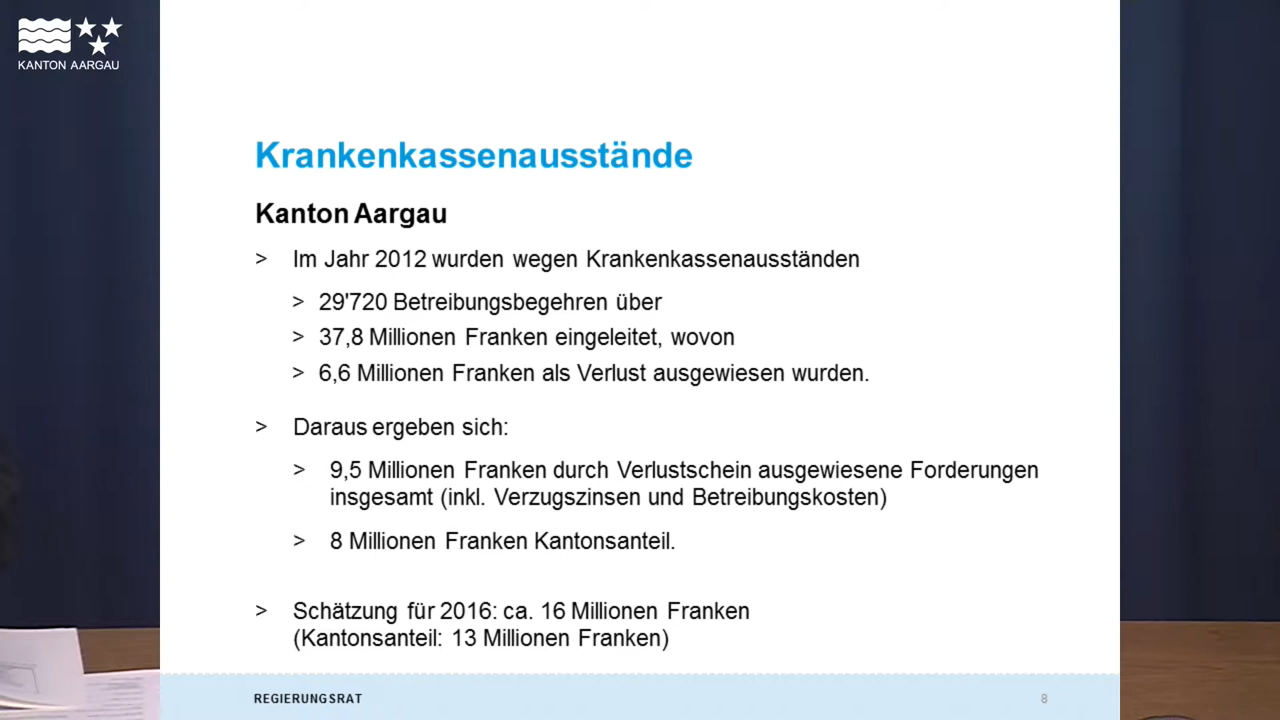 KANTON AARGAU
Krankenkassenausstände
Kanton Aargau
> Im Jahr 2012 wurden wegen Krankenkassenausständen
> 29'720 Betreibungsbegehren über
> 37,8 Millionen Franken eingeleitet, wovon
> 6,6 Millionen Franken als Verlust ausgewiesen wurden.
> Daraus ergeben sich:
> 9,5 Millionen Franken durch Verlustschein ausgewiesene Forderungen
insgesamt (inkl. Verzugszinsen und Betreibungskosten)
> 8 Millionen Franken Kantonsanteil.
> Schätzung für 2016: ca. 16 Millionen Franken
(Kantonsanteil: 13 Millionen Franken)
REGIERUNGSRAT
8